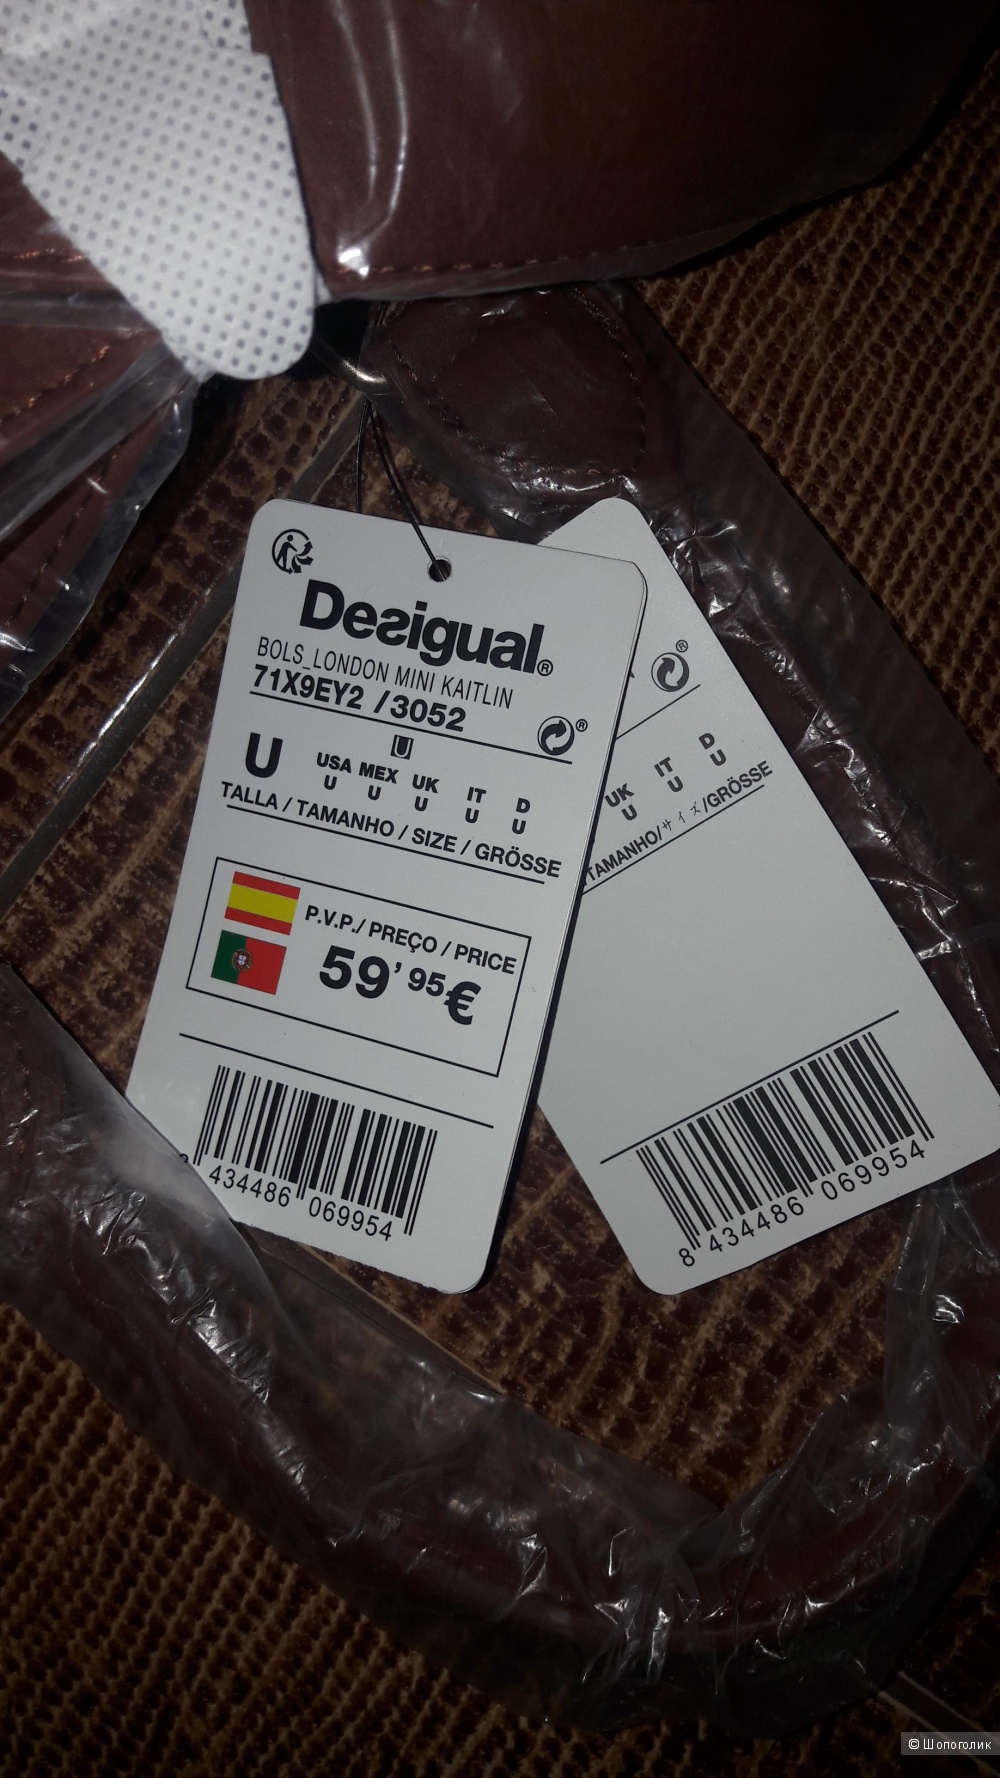 Desigual®
BOLS_LONDON MINI KAITLIN
71X9EY2 /3052
®
U
U
USA MEX UK IT D
U U U U U
TALLA / TAMANHO / SIZE / GRÖSSE
P.V.P./ PREÇO / PRICE
59'95€
434486 069954
®
UK IT D
U U U
TAMANHO/サイズ/GRÖSSE
8 434486 069954
© Шопоголик